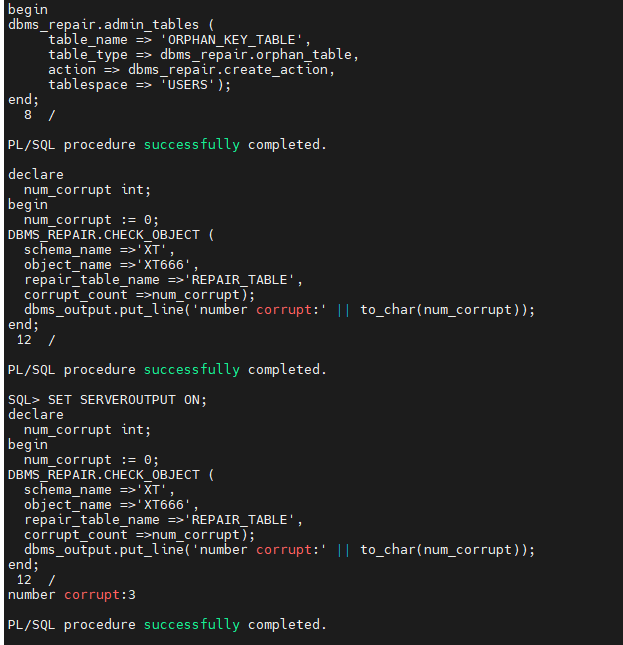 begin
dbms_repair.admin_tables (
     table_name => 'ORPHAN_KEY_TABLE',
     table_type => dbms_repair.orphan_table,
     action => dbms_repair.create_action,
     tablespace => 'USERS');
end;
  8  /
PL/SQL procedure successfully completed.
declare
  num_corrupt int;
begin
  num_corrupt := 0;
DBMS_REPAIR.CHECK_OBJECT (
  schema_name =>'XT',
  object_name =>'XT666',
  repair_table_name =>'REPAIR_TABLE',
  corrupt_count =>num_corrupt);
  dbms_output.put_line('number corrupt:' || to_char(num_corrupt));
end;
 12  /
PL/SQL procedure successfully completed.
SQL> SET SERVEROUTPUT ON;
declare
  num_corrupt int;
begin
  num_corrupt := 0;
DBMS_REPAIR.CHECK_OBJECT (
  schema_name =>'XT',
  object_name =>'XT666',
  repair_table_name =>'REPAIR_TABLE',
  corrupt_count =>num_corrupt);
  dbms_output.put_line('number corrupt:' || to_char(num_corrupt));
end;
 12  /
number corrupt:3
PL/SQL procedure successfully completed.